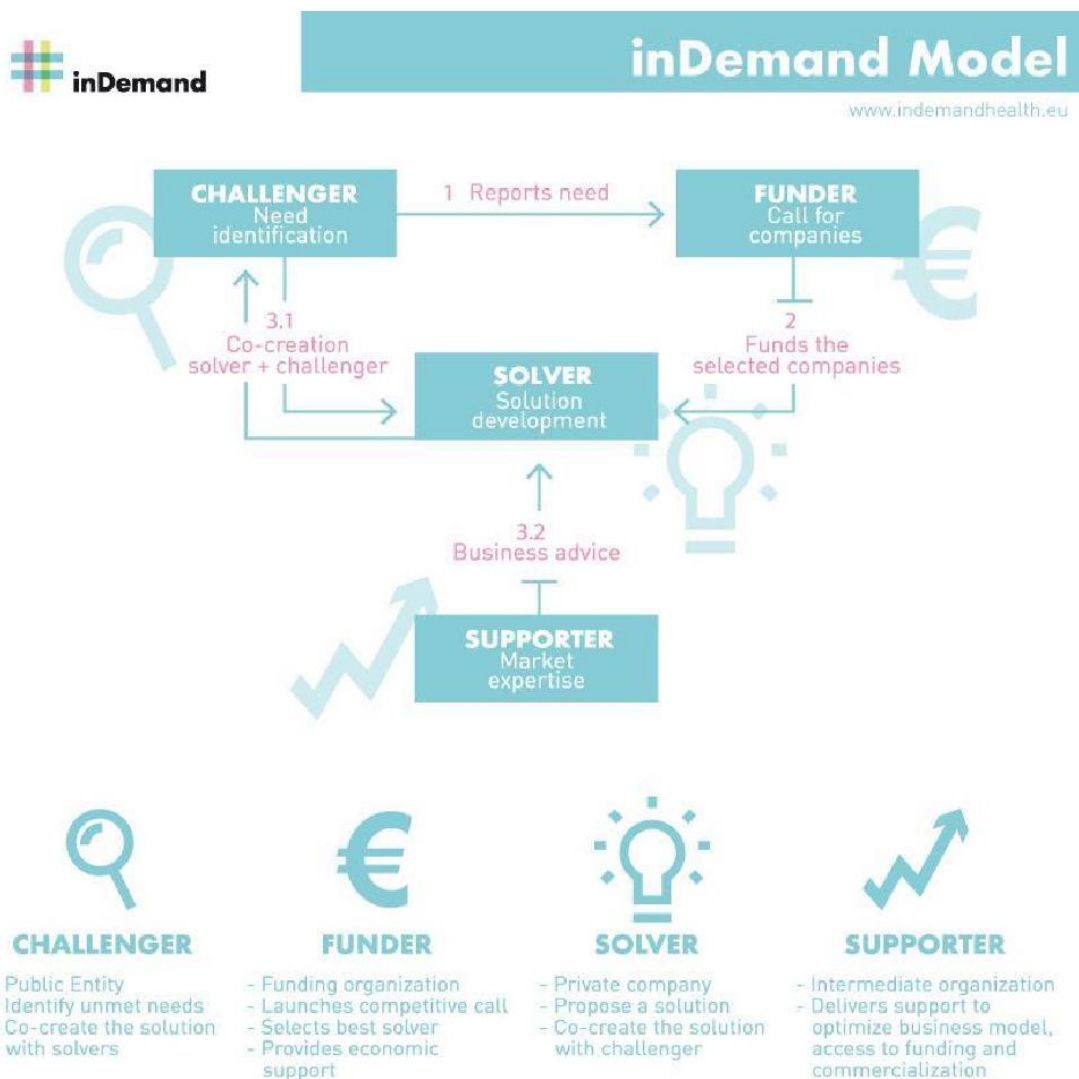 inDemand
inDemand Model
www.indemandhealth.eu
CHALLENGER
Need
identification
1 Reports need
FUNDER
Call for
companies
3.1
Co-creation
solver + challenger
2
Funds the
selected companies
SOLVER
Solution
development
3.2
Business advice
SUPPORTER
Market
expertise
CHALLENGER
Public Entity
Identify unmet needs
Co-create the solution
with solvers
FUNDER
- Funding organization
- Launches competitive call
- Selects best solver
- Provides economic
support
SOLVER
- Private company
- Propose a solution
- Co-create the solution
with challenger
SUPPORTER
- Intermediate organization
- Delivers support to
optimize business model,
access to funding and
commercialization